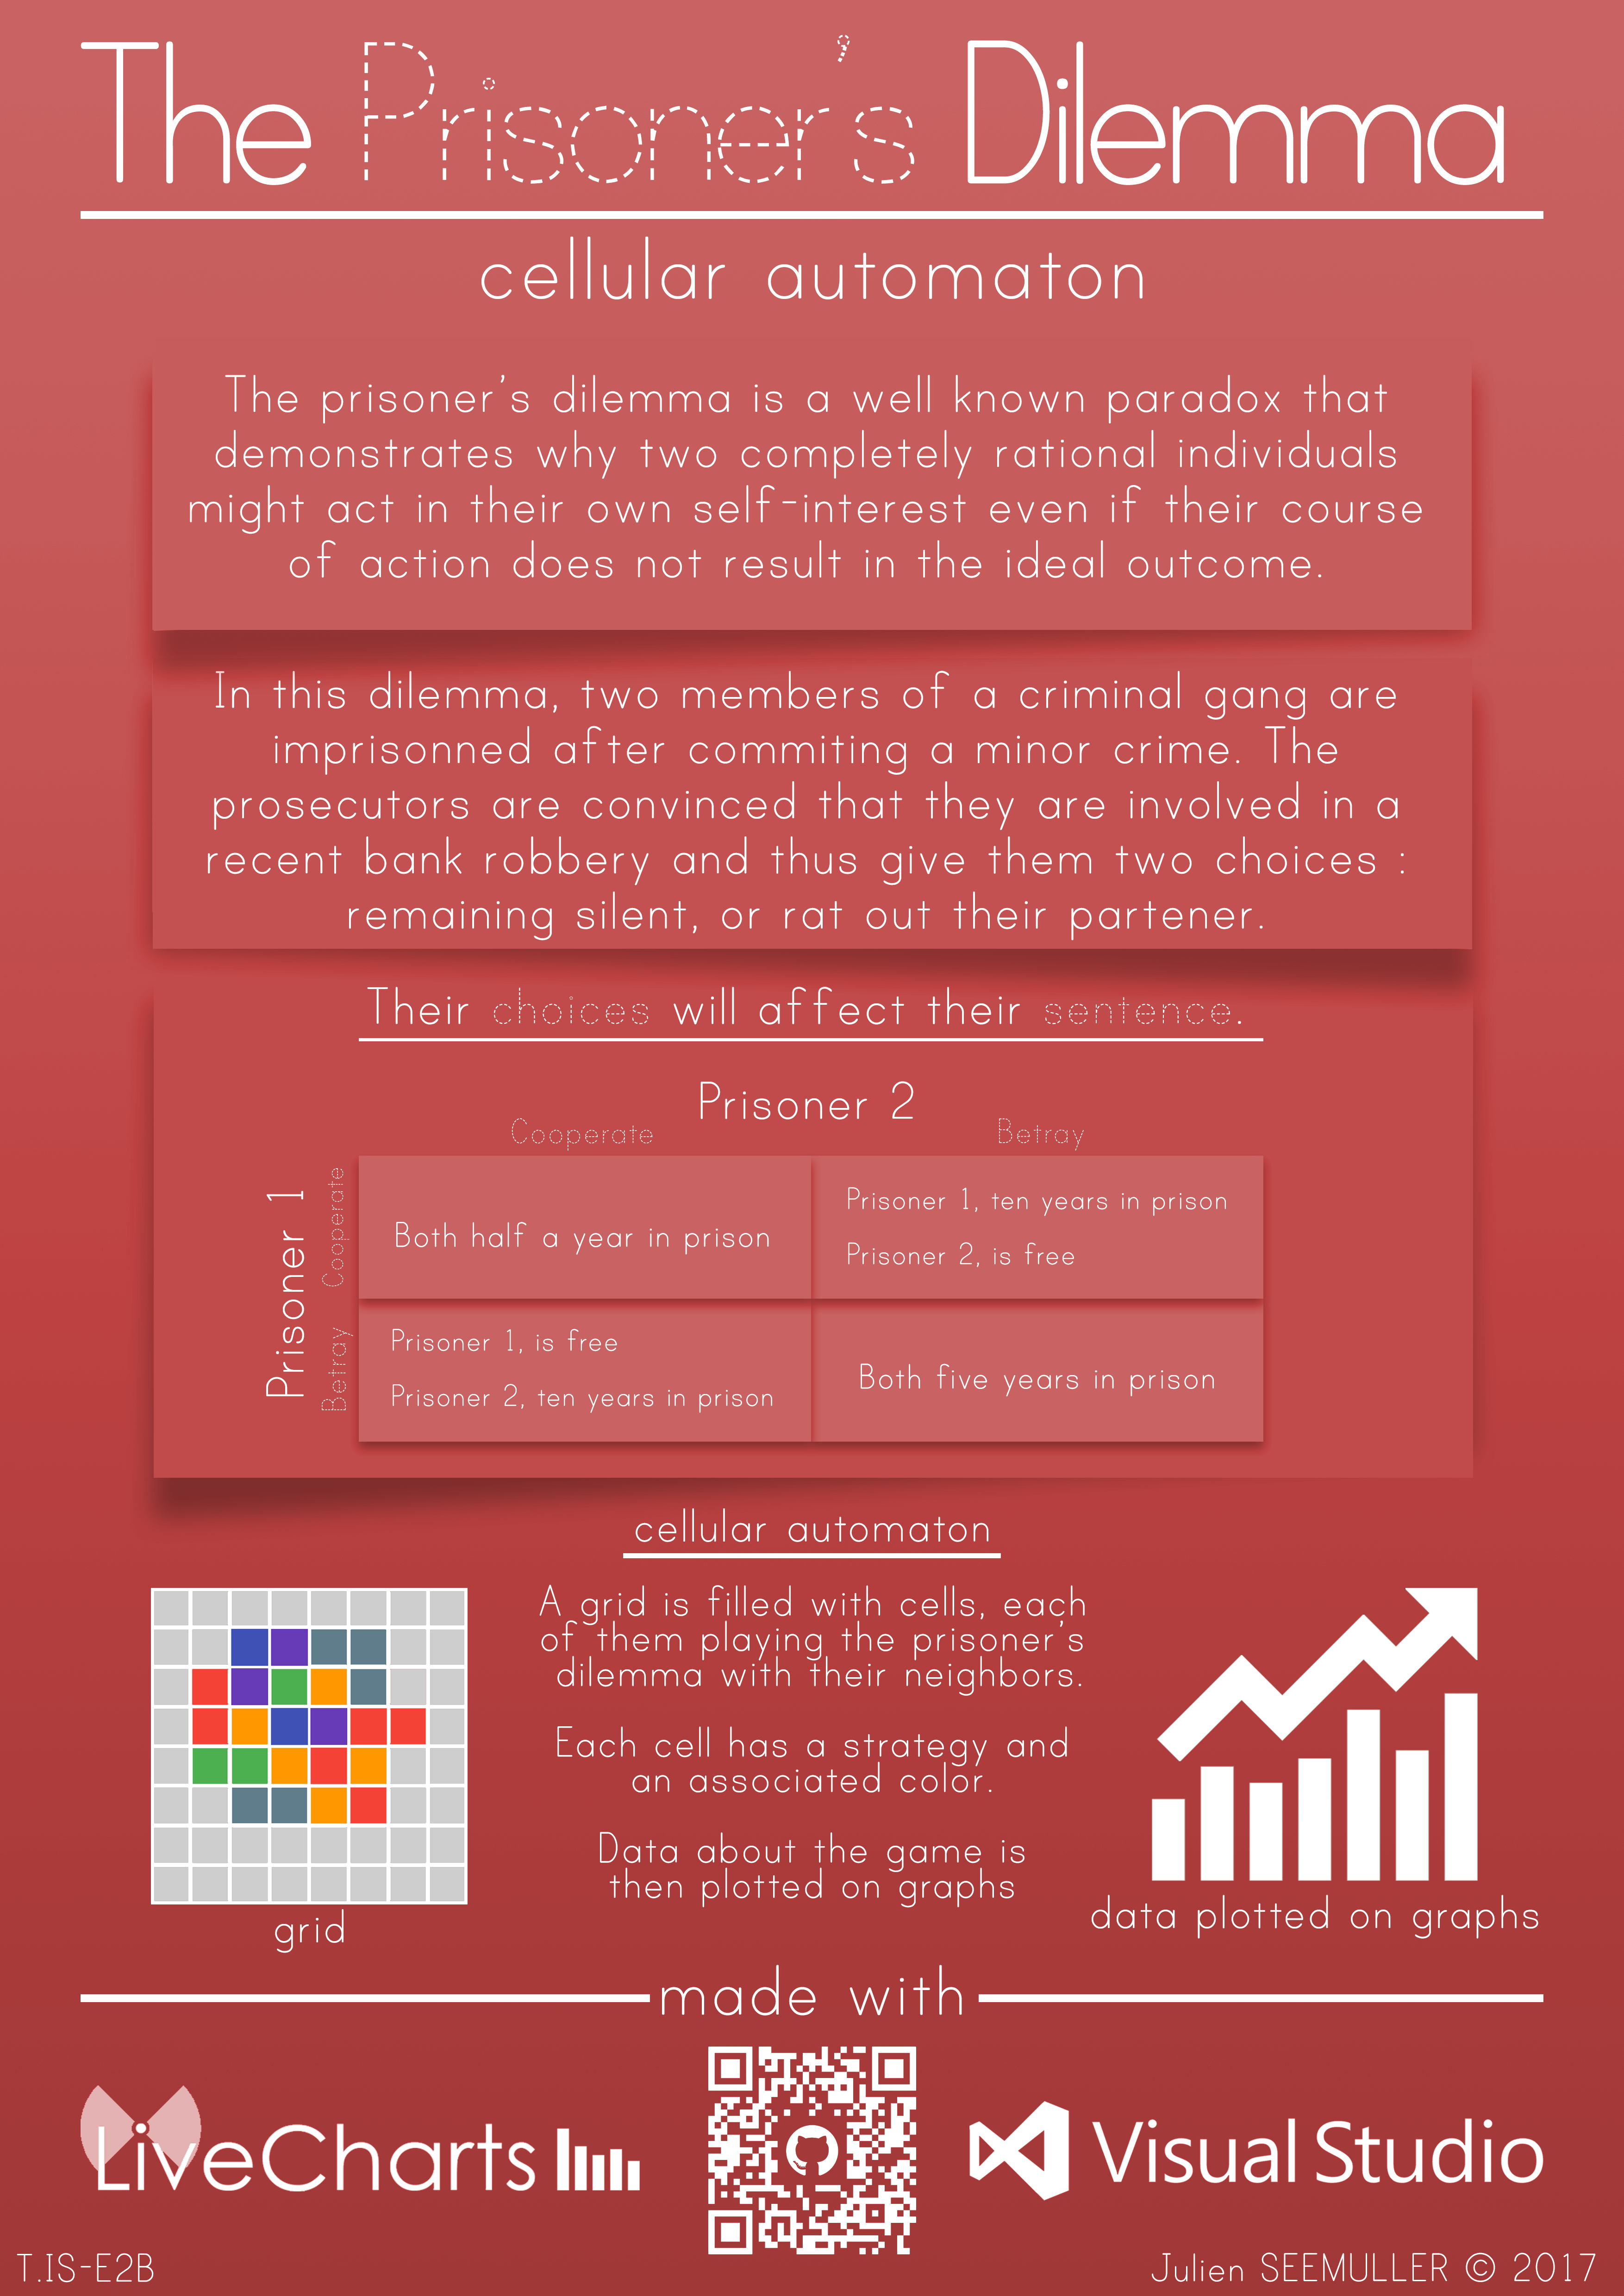 The Prisoner's Dilemma
cellular automaton
The prisoner's dilemma is a well known paradox that
demonstrates why two completely rational individuals
might act in their own self-interest even if their course
of action does not result in the ideal outcome.
In this dilemma, two members of a criminal gang are
imprisonned after commiting a minor crime. The
prosecutors are convinced that they are involved in a
recent bank robbery and thus give them two choices :
remaining silent, or rat out their partener.
Their choices will affect their sentence.
Prisoner 2
Cooperate
Betray
Prisoner 1
Cooperate
Betray
Both half a year in prison
Prisoner 1, ten years in prison
Prisoner 2, is free
Prisoner 1, is free
Prisoner 2, ten years in prison
Both five years in prison
cellular automaton
A grid is filled with cells, each
of them playing the prisoner's
dilemma with their neighbors.
Each cell has a strategy and
an associated color.
Data about the game is
then plotted on graphs
grid
data plotted on graphs
made with
LiveCharts
Visual Studio
T.IS-E2B
Julien SEEMULLER © 2017